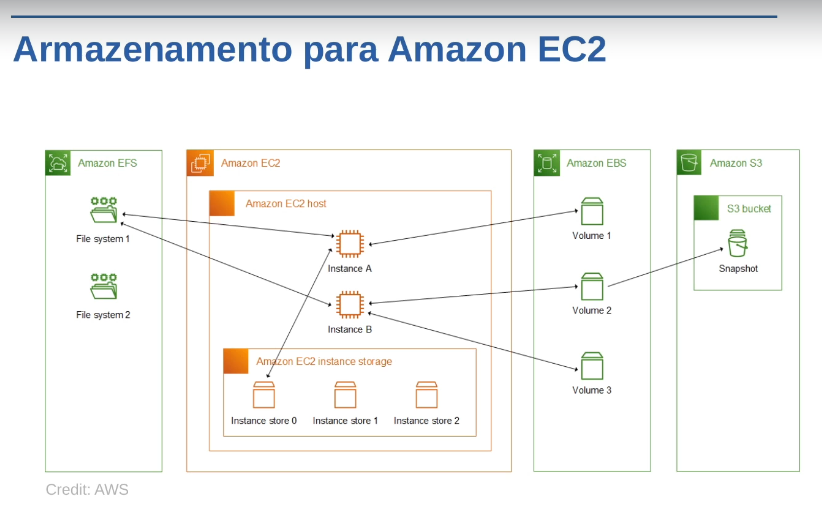 Armazenamento para Amazon EC2
Amazon EFS
File system 1
File system 2
Amazon EC2
Amazon EC2 host
Instance A
Instance B
Amazon EC2 instance storage
Instance store 0
Instance store 1
Instance store 2
Amazon EBS
Volume 1
Volume 2
Volume 3
Amazon S3
S3 bucket
Snapshot
Credit: AWS